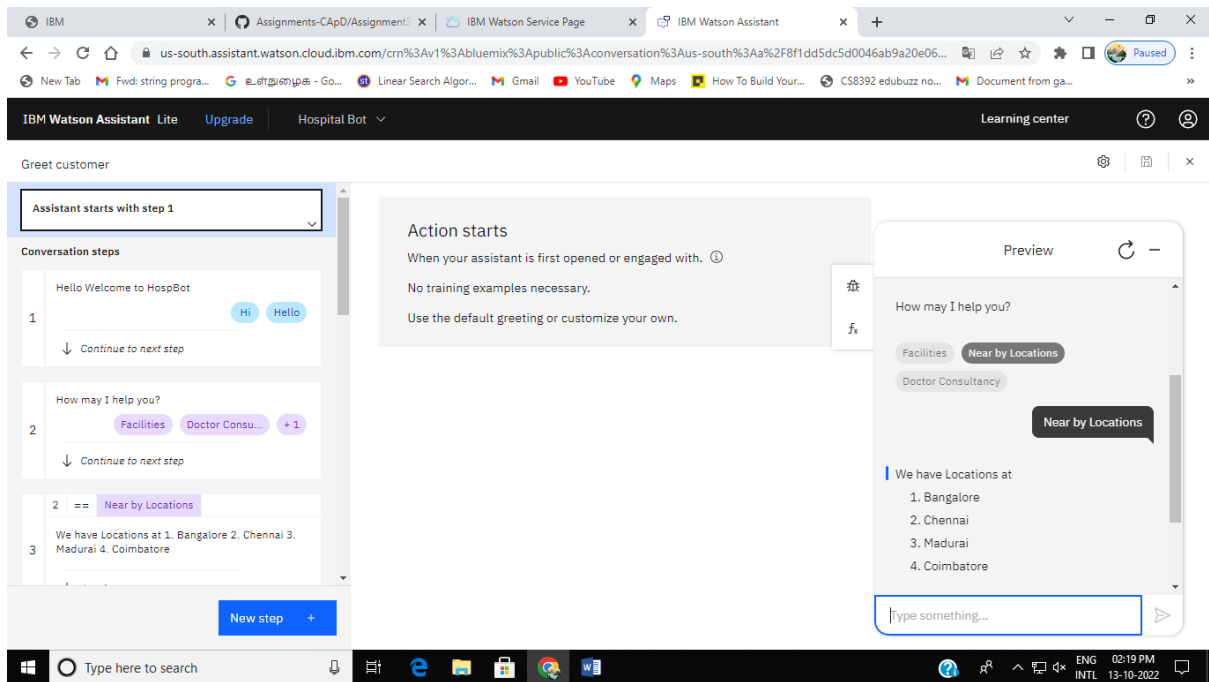 IBM
Assignments-CApD/Assignment3
IBM Watson Service Page
IBM Watson Assistant
us-south.assistant.watson.cloud.ibm.com/crn%3Av1%3Abluemix%3Apublic%3Aconversation%3Aus-south%3Aa%2F8f1dd5dc5d0046ab9a20e06...
Paused
New Tab
Fwd: string progra...
உள்நுழைக - Go...
Linear Search Algor...
Gmail
YouTube
Maps
How To Build Your...
CS8392 edubuzz no...
Document from ga...
»
IBM Watson Assistant Lite
Upgrade
Hospital Bot
Learning center
Greet customer
Assistant starts with step 1
Conversation steps
1
Hello Welcome to HospBot
Hi
Hello
Continue to next step
2
How may I help you?
Facilities
Doctor Consu...
+ 1
Continue to next step
3
2 == Near by Locations
We have Locations at 1. Bangalore 2. Chennai 3.
Madurai 4. Coimbatore
New step +
Action starts
When your assistant is first opened or engaged with.
No training examples necessary.
Use the default greeting or customize your own.
fx
Preview
How may I help you?
Facilities
Near by Locations
Doctor Consultancy
Near by Locations
We have Locations at
1. Bangalore
2. Chennai
3. Madurai
4. Coimbatore
Type something...
Type here to search
ENG
INTL
02:19 PM
13-10-2022